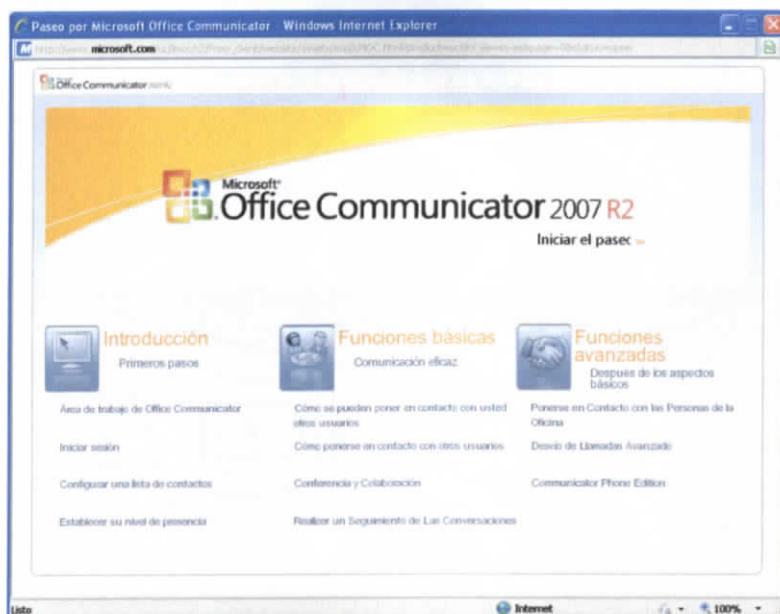 Paseo por Microsoft Office Communicator - Windows Internet Explorer
microsoft.com
Office Communicator
Microsoft®
Office Communicator 2007 R2
Iniciar el paseo
Introducción
Primeros pasos
Área de trabajo de Office Communicator
Iniciar sesión
Configurar una lista de contactos
Establecer su nivel de presencia
Funciones básicas
Comunicación eficaz
Cómo se pueden poner en contacto con usted
otros usuarios
Cómo ponerse en contacto con otros usuarios
Conferencia y Colaboración
Realizar un Seguimiento de Las Conversaciones
Funciones
avanzadas
Después de los aspectos
básicos
Ponerse en Contacto con las Personas de la
Oficina
Desvío de Llamadas Avanzado
Communicator Phone Edition
Listo
Internet
100%